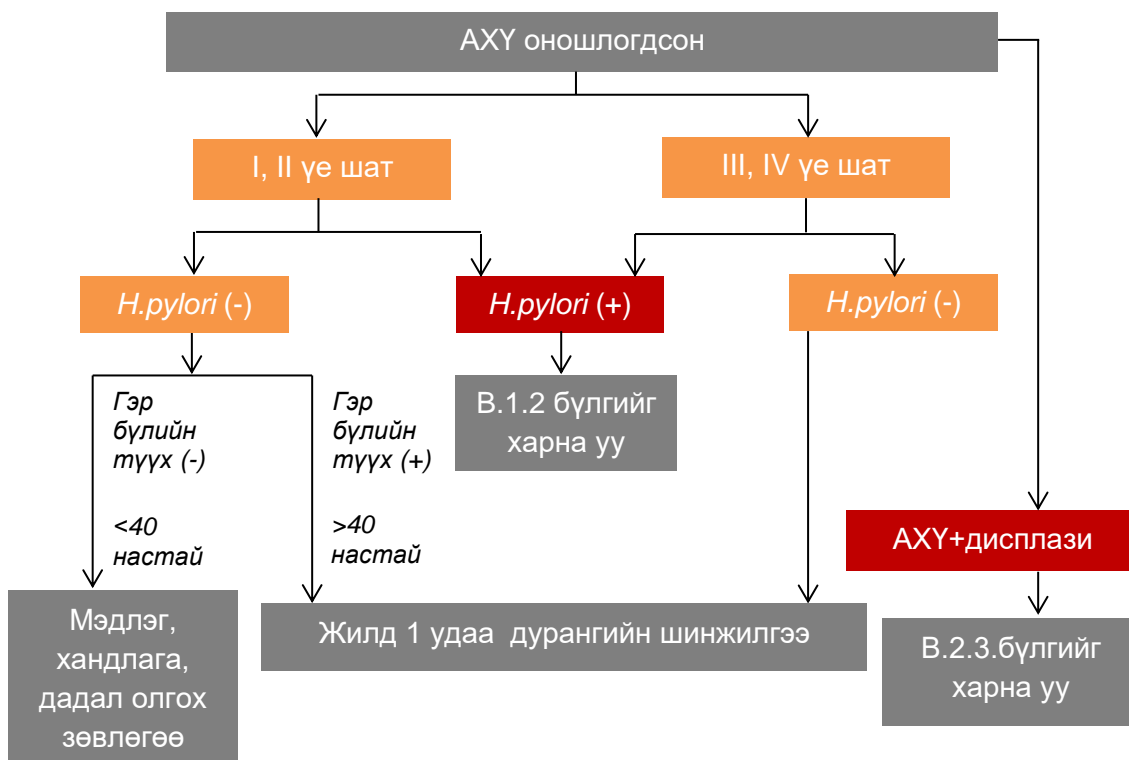 АХҮ оношлогдсон
I, II үе шат
III, IV үе шат
H.pylori (-)
H.pylori (+)
H.pylori (-)
Гэр
бүлийн
түүх (-)
<40
настай
Гэр
бүлийн
түүх (+)
>40
настай
В.1.2 бүлгийг
харна уу
АХҮ+дисплази
Мэдлэг,
хандлага,
дадал олгох
зөвлөгөө
Жилд 1 удаа дурангийн шинжилгээ
В.2.3.бүлгийг
харна уу